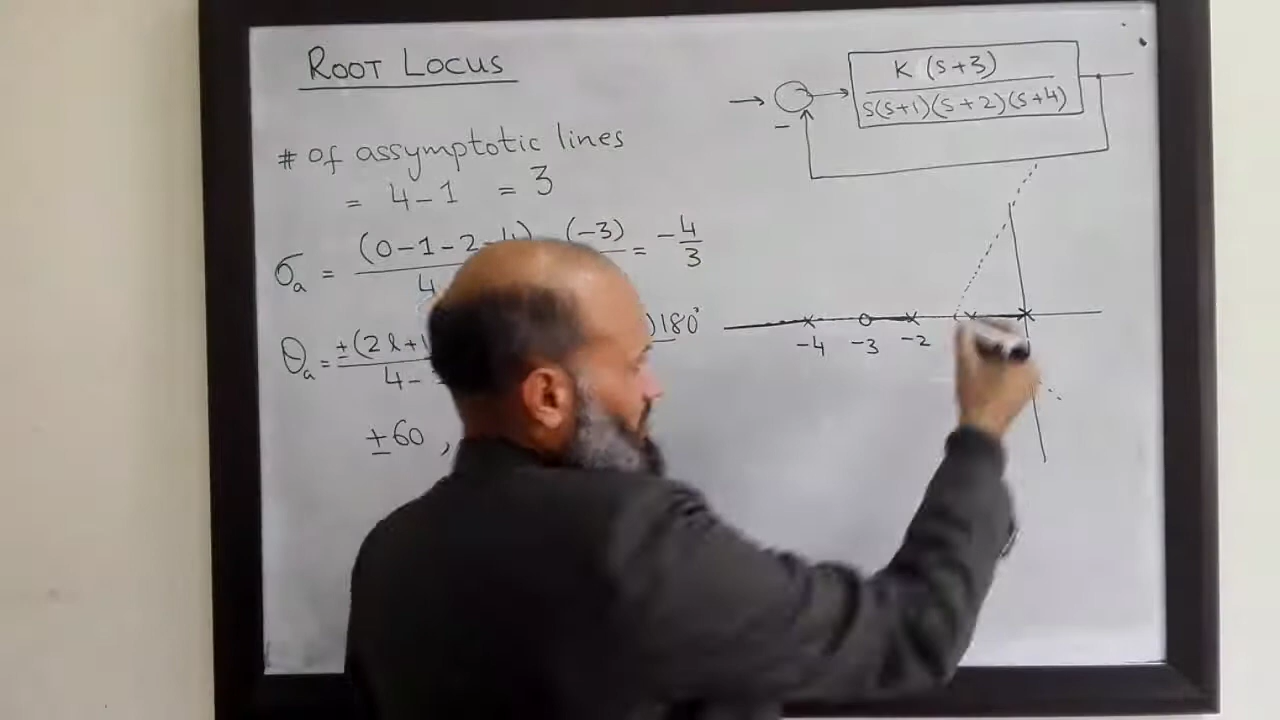 ROOT LOCUS
K (s+3)
s(s+1)(s+2)(s+4)
−
# of assymptotic lines
= 4-1 = 3
σₐ = (0-1-2-4) (-3) = -4/3
4
θₐ = ±(2l+1 )180°
4-
±60 ,
-4 -3 -2